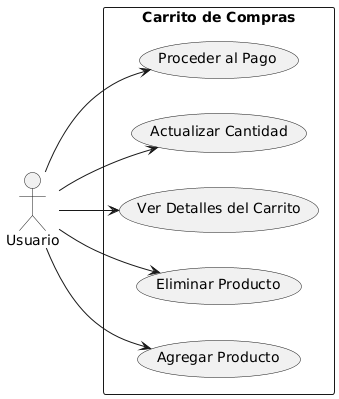 Carrito de Compras
Proceder al Pago
Actualizar Cantidad
Ver Detalles del Carrito
Usuario
Eliminar Producto
Agregar Producto